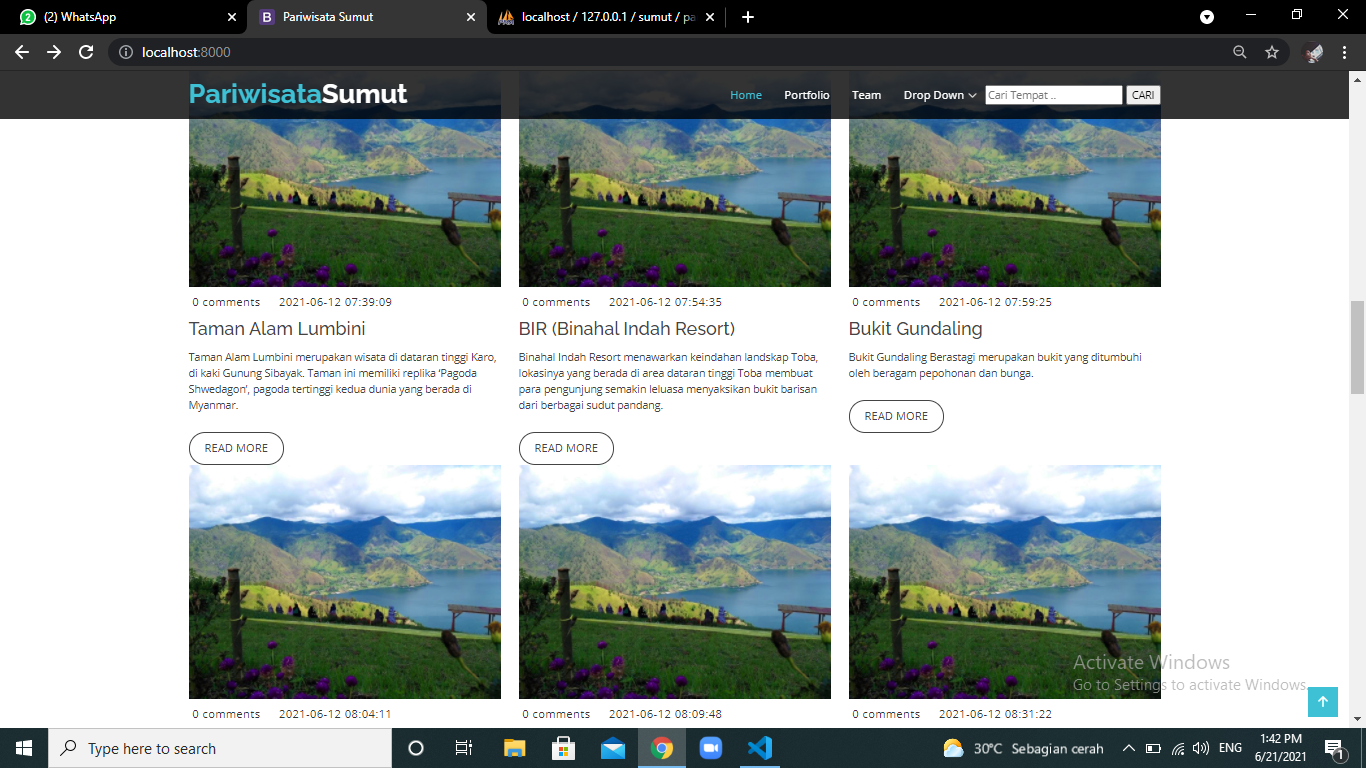 (2) WhatsApp
Pariwisata Sumut
localhost / 127.0.0.1 / sumut / pa
localhost:8000
PariwisataSumut
Home Portfolio Team Drop Down Cari Tempat .. CARI
0 comments 2021-06-12 07:39:09
Taman Alam Lumbini
Taman Alam Lumbini merupakan wisata di dataran tinggi Karo,
di kaki Gunung Sibayak. Taman ini memiliki replika ‘Pagoda
Shwedagon’, pagoda tertinggi kedua dunia yang berada di
Myanmar.
READ MORE
0 comments 2021-06-12 07:54:35
BIR (Binahal Indah Resort)
Binahal Indah Resort menawarkan keindahan landskap Toba,
lokasinya yang berada di area dataran tinggi Toba membuat
para pengunjung semakin leluasa menyaksikan bukit barisan
dari berbagai sudut pandang.
READ MORE
0 comments 2021-06-12 07:59:25
Bukit Gundaling
Bukit Gundaling Berastagi merupakan bukit yang ditumbuhi
oleh beragam pepohonan dan bunga.
READ MORE
0 comments 2021-06-12 08:04:11
0 comments 2021-06-12 08:09:48
0 comments 2021-06-12 08:31:22
Activate Windows
Go to Settings to activate Windows.
Type here to search
30°C Sebagian cerah
ENG
1:42 PM
6/21/2021
1